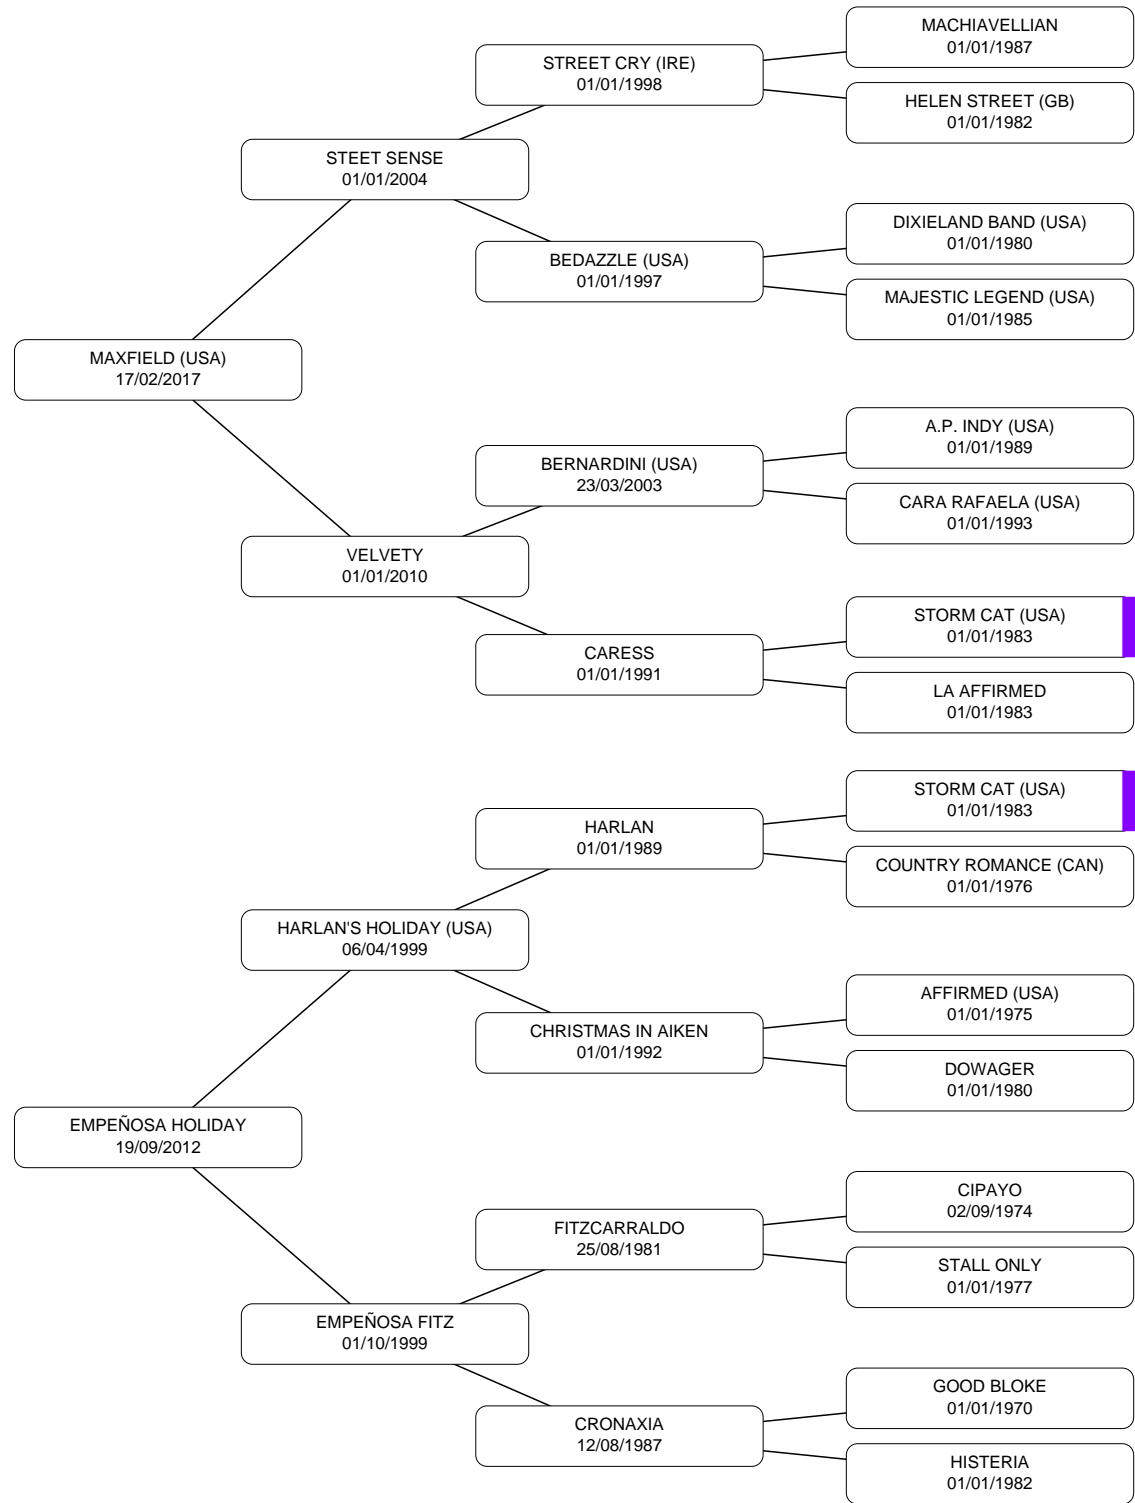 MACHIAVELLIAN
01/01/1987
STREET CRY (IRE)
01/01/1998
HELEN STREET (GB)
01/01/1982
STEET SENSE
01/01/2004
DIXIELAND BAND (USA)
01/01/1980
BEDAZZLE (USA)
01/01/1997
MAJESTIC LEGEND (USA)
01/01/1985
MAXFIELD (USA)
17/02/2017
A.P. INDY (USA)
01/01/1989
BERNARDINI (USA)
23/03/2003
CARA RAFAELA (USA)
01/01/1993
VELVETY
01/01/2010
STORM CAT (USA)
01/01/1983
CARESS
01/01/1991
LA AFFIRMED
01/01/1983
STORM CAT (USA)
01/01/1983
HARLAN
01/01/1989
COUNTRY ROMANCE (CAN)
01/01/1976
HARLAN'S HOLIDAY (USA)
06/04/1999
AFFIRMED (USA)
01/01/1975
CHRISTMAS IN AIKEN
01/01/1992
DOWAGER
01/01/1980
EMPEÑOSA HOLIDAY
19/09/2012
CIPAYO
02/09/1974
FITZCARRALDO
25/08/1981
STALL ONLY
01/01/1977
EMPEÑOSA FITZ
01/10/1999
GOOD BLOKE
01/01/1970
CRONAXIA
12/08/1987
HISTERIA
01/01/1982